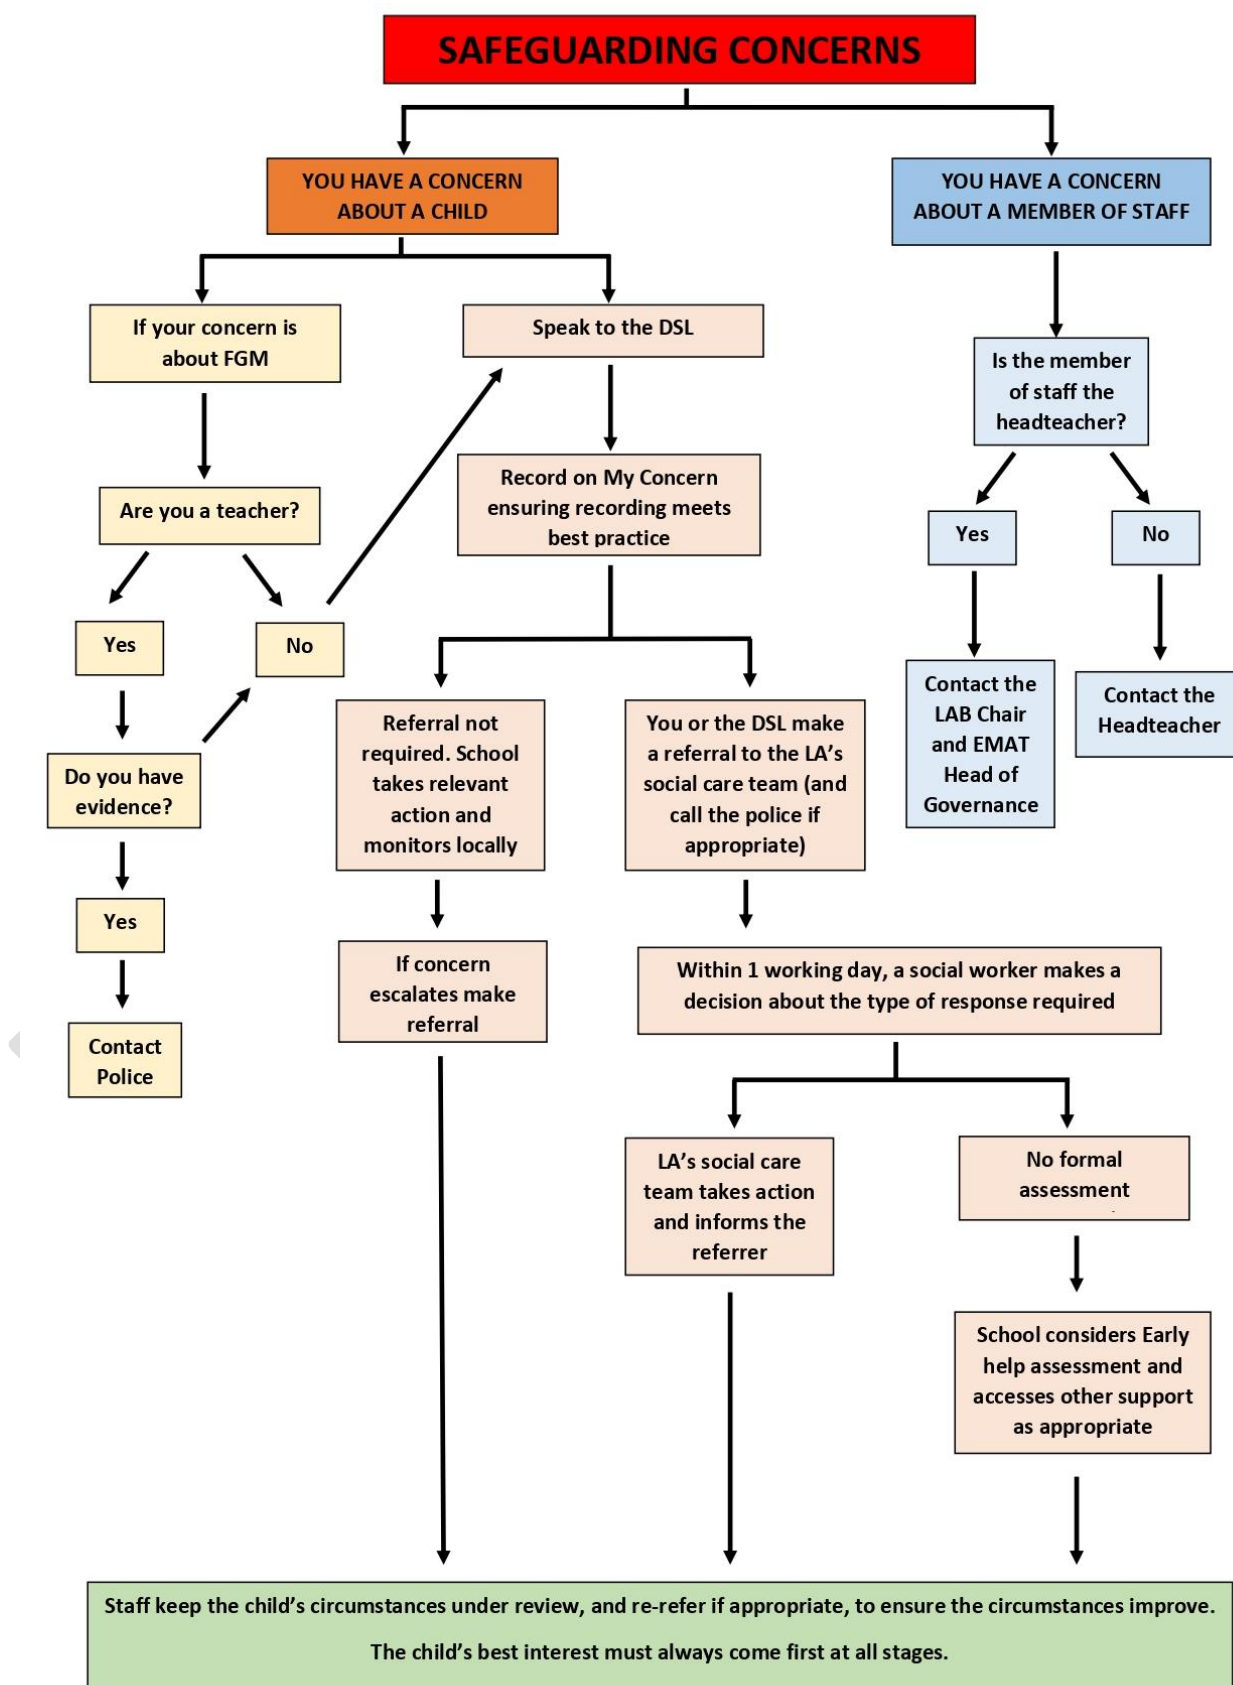 SAFEGUARDING CONCERNS
YOU HAVE A CONCERN
ABOUT A CHILD
YOU HAVE A CONCERN
ABOUT A MEMBER OF STAFF
If your concern is
about FGM
Speak to the DSL
Is the member
of staff the
headteacher?
Are you a teacher?
Record on My Concern
ensuring recording meets
best practice
Yes
No
Yes
No
Do you have
evidence?
Referral not
required. School
takes relevant
action and
monitors locally
You or the DSL make
a referral to the LA’s
social care team (and
call the police if
appropriate)
Contact the
LAB Chair
and EMAT
Head of
Governance
Contact the
Headteacher
Yes
If concern
escalates make
referral
Within 1 working day, a social worker makes a
decision about the type of response required
Contact
Police
LA’s social care
team takes action
and informs the
referrer
No formal
assessment
School considers Early
help assessment and
accesses other support
as appropriate
Staff keep the child’s circumstances under review, and re-refer if appropriate, to ensure the circumstances improve.
The child’s best interest must always come first at all stages.